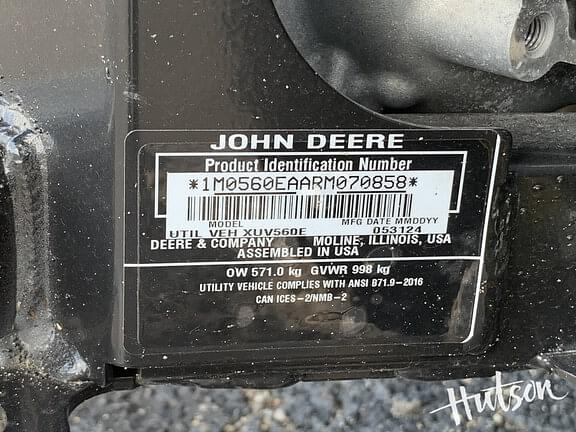 JOHN DEERE
Product Identification Number
*1M0560EAARM070858*
MODEL MFG DATE MMDDYY
UTIL VEH XUV560E 053124
DEERE & COMPANY MOLINE, ILLINOIS, USA
ASSEMBLED IN USA
OW 571.0 kg GVWR 998 kg
UTILITY VEHICLE COMPLIES WITH ANSI B71.9-2016
CAN ICES-2/NMB-2
Hutson